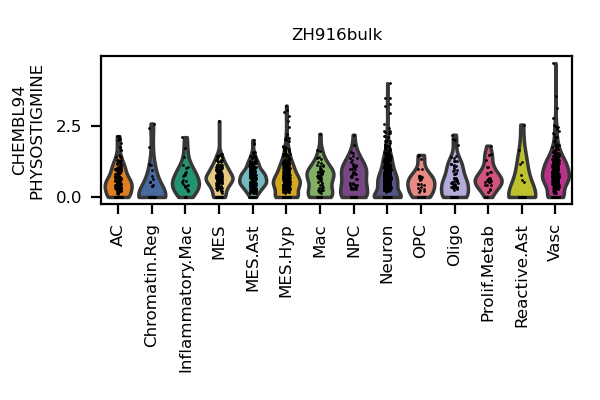 ZH916bulk
CHEMBL94
PHYSOSTIGMINE
2.5
0.0
AC
Chromatin.Reg
Inflammatory.Mac
MES
MES.Ast
MES.Hyp
Mac
NPC
Neuron
OPC
Oligo
Prolif.Metab
Reactive.Ast
Vasc